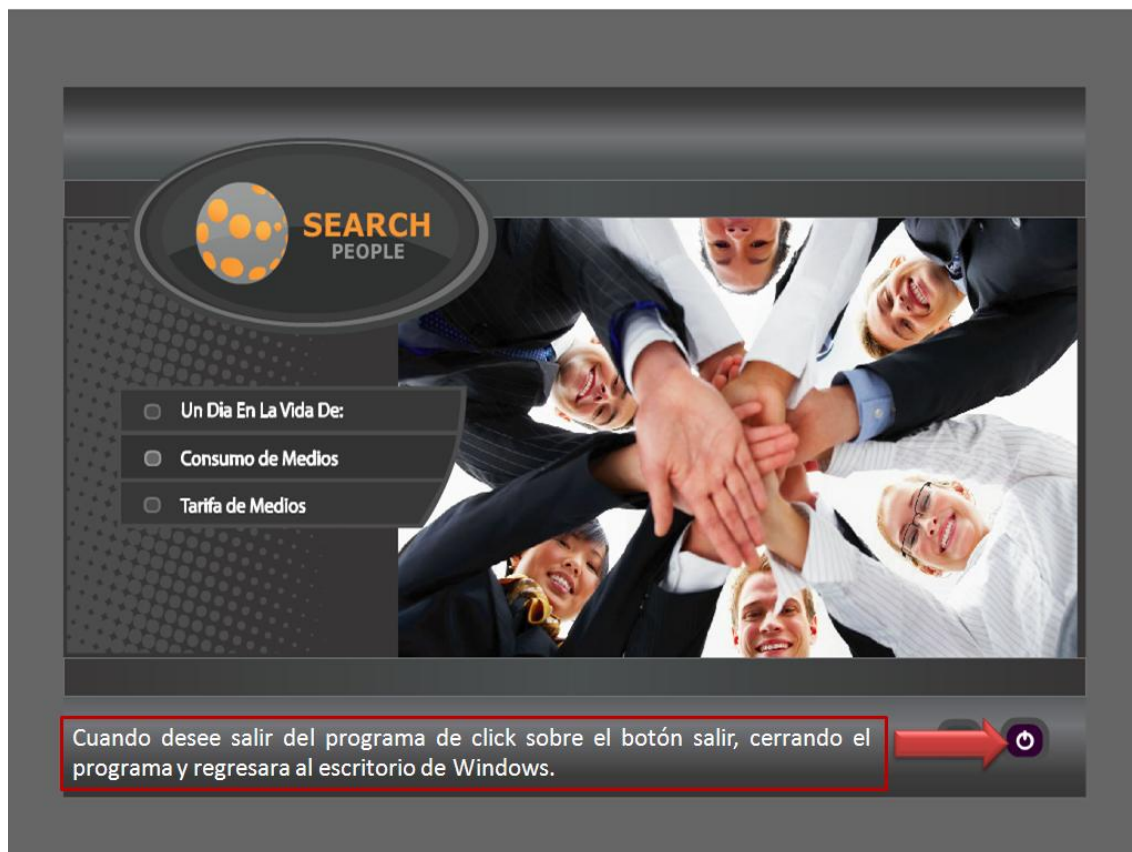 SEARCH
PEOPLE
Un Dia En La Vida De:
Consumo de Medios
Tarifa de Medios
Cuando desee salir del programa de click sobre el botón salir, cerrando el
programa y regresara al escritorio de Windows.